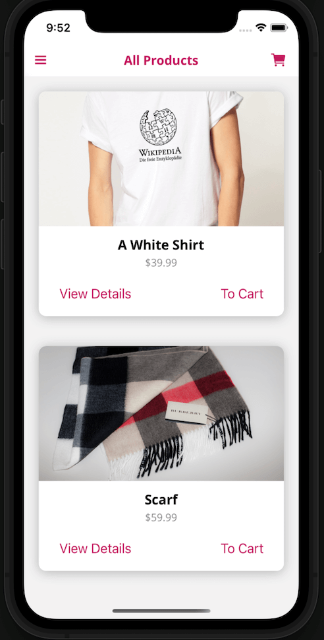 9:52
All Products
WIKIPEDIA
Die freie Enzyklopädie
A White Shirt
$39.99
View Details
To Cart
BURBERRY
Scarf
$59.99
View Details
To Cart